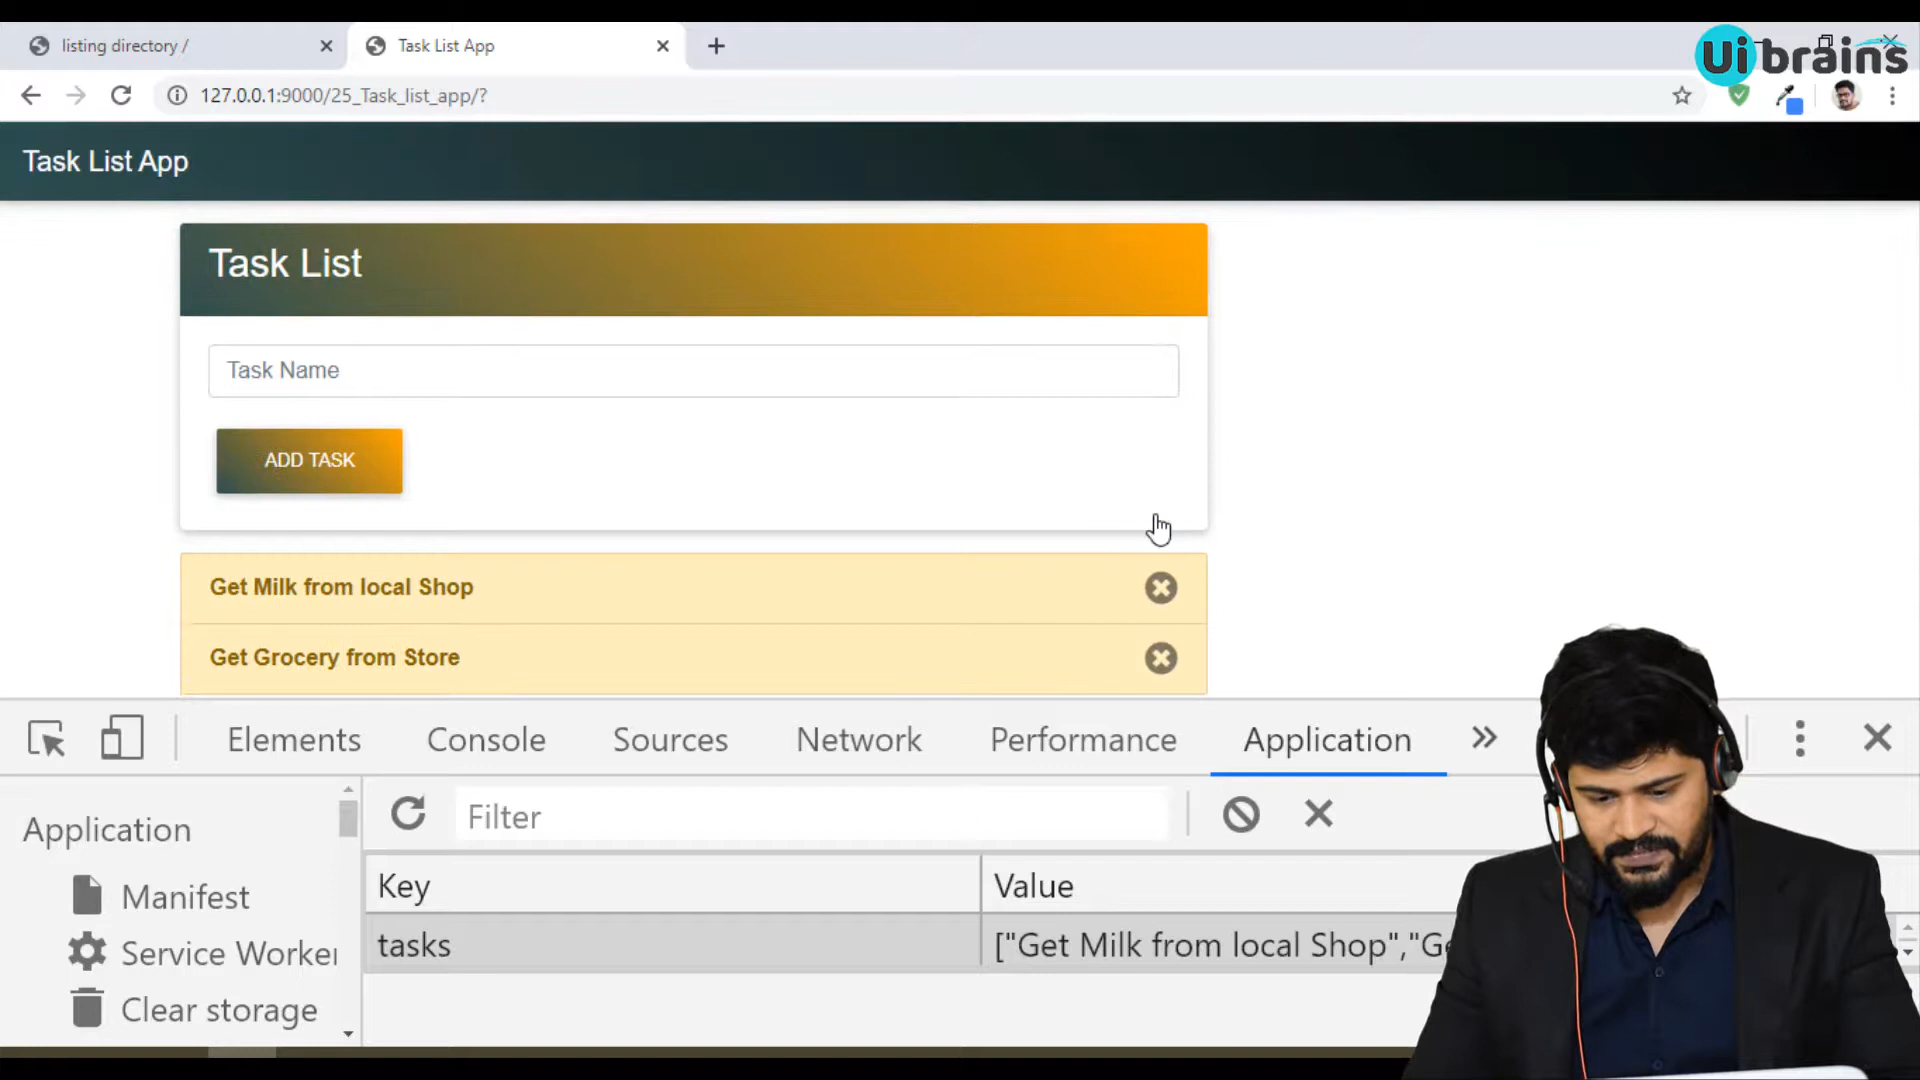 listing directory /
Task List App
Ui brains
127.0.0.1:9000/25_Task_list_app/?
Task List App
Task List
Task Name
ADD TASK
Get Milk from local Shop
Get Grocery from Store
Elements Console Sources Network Performance Application
Application
Filter
Manifest
Key Value
Service Worker
tasks ["Get Milk from local Shop","Ge
Clear storage